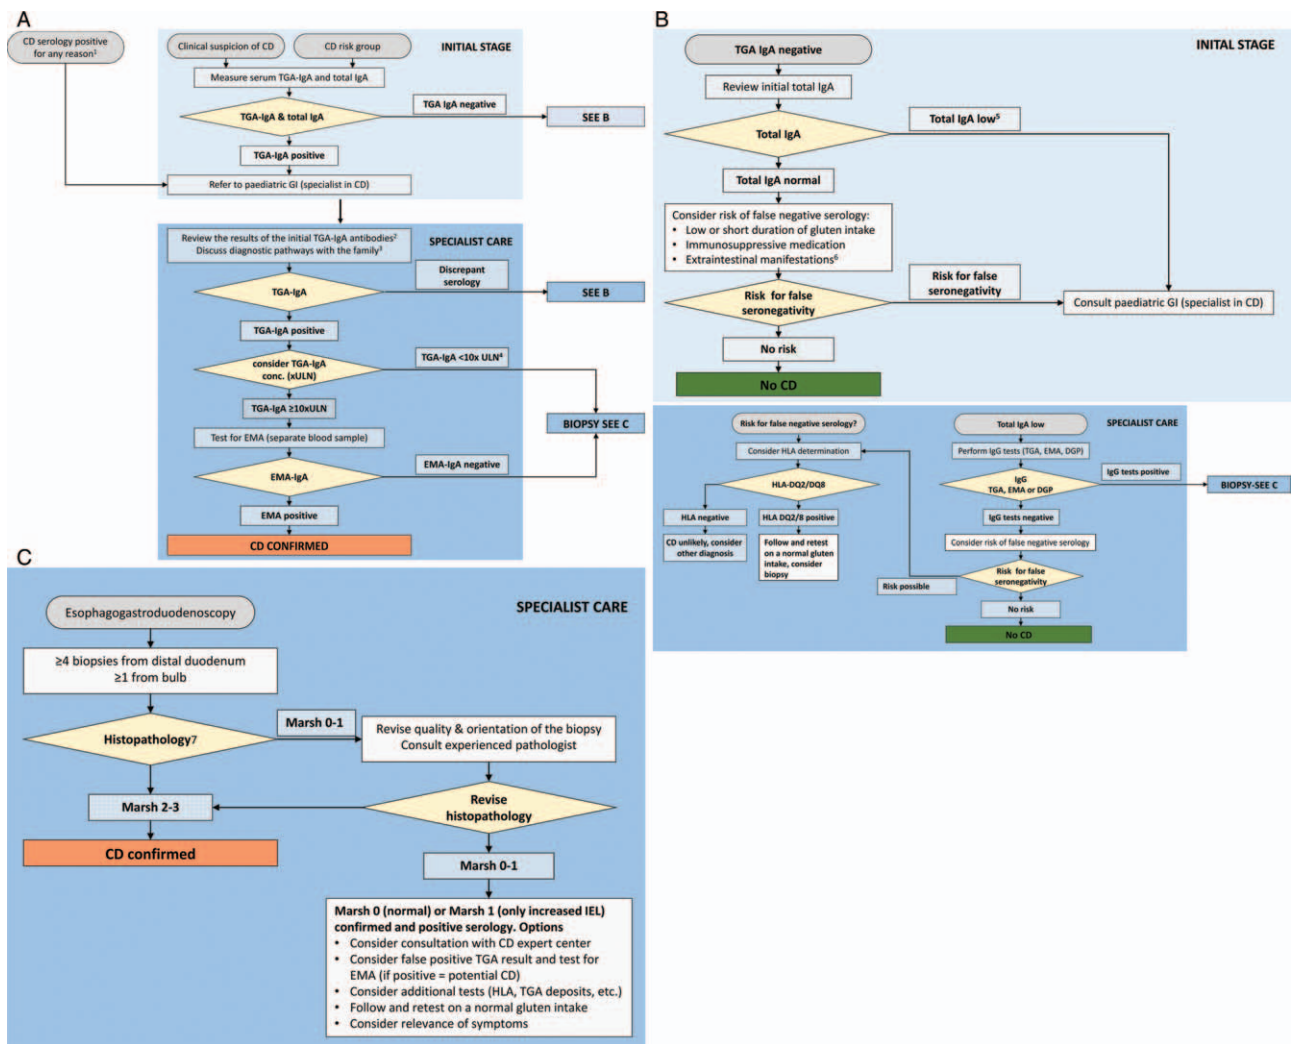 A
CD serology positive
for any reason1
Clinical suspicion of CD
CD risk group
INITIAL STAGE
Measure serum TGA-IgA and total IgA
TGA-IgA & total IgA
TGA IgA negative
SEE B
TGA-IgA positive
Refer to paediatric GI (specialist in CD)
Review the results of the initial TGA-IgA antibodies2
Discuss diagnostic pathways with the family3
SPECIALIST CARE
TGA-IgA
Discrepant
serology
SEE B
TGA-IgA positive
consider TGA-IgA
conc. (xULN)
TGA-IgA <10x ULN4
TGA-IgA ≥10xULN
BIOPSY SEE C
Test for EMA (separate blood sample)
EMA-IgA
EMA-IgA negative
EMA positive
CD CONFIRMED
B
TGA IgA negative
INITAL STAGE
Review initial total IgA
Total IgA
Total IgA low5
Total IgA normal
Consider risk of false negative serology:
• Low or short duration of gluten intake
• Immunosuppressive medication
• Extraintestinal manifestations6
Risk for false
seronegativity
Risk for false
seronegativity
Consult paediatric GI (specialist in CD)
No risk
No CD
Risk for false negative serology?
Consider HLA determination
HLA-DQ2/DQ8
HLA negative
HLA DQ2/8 positive
CD unlikely, consider
other diagnosis
Follow and retest
on a normal gluten
intake, consider
biopsy
Total IgA low
SPECIALIST CARE
Perform IgG tests (TGA, EMA, DGP)
IgG
TGA, EMA or DGP
IgG tests positive
BIOPSY-SEE C
IgG tests negative
Consider risk of false negative serology
Risk for false
seronegativity
Risk possible
No risk
No CD
C
Esophagogastroduodenoscopy
SPECIALIST CARE
≥4 biopsies from distal duodenum
≥1 from bulb
Histopathology7
Marsh 0-1
Revise quality & orientation of the biopsy
Consult experienced pathologist
Marsh 2-3
Revise
histopathology
CD confirmed
Marsh 0-1
Marsh 0 (normal) or Marsh 1 (only increased IEL)
confirmed and positive serology. Options
• Consider consultation with CD expert center
• Consider false positive TGA result and test for
EMA (if positive = potential CD)
• Consider additional tests (HLA, TGA deposits, etc.)
• Follow and retest on a normal gluten intake
• Consider relevance of symptoms